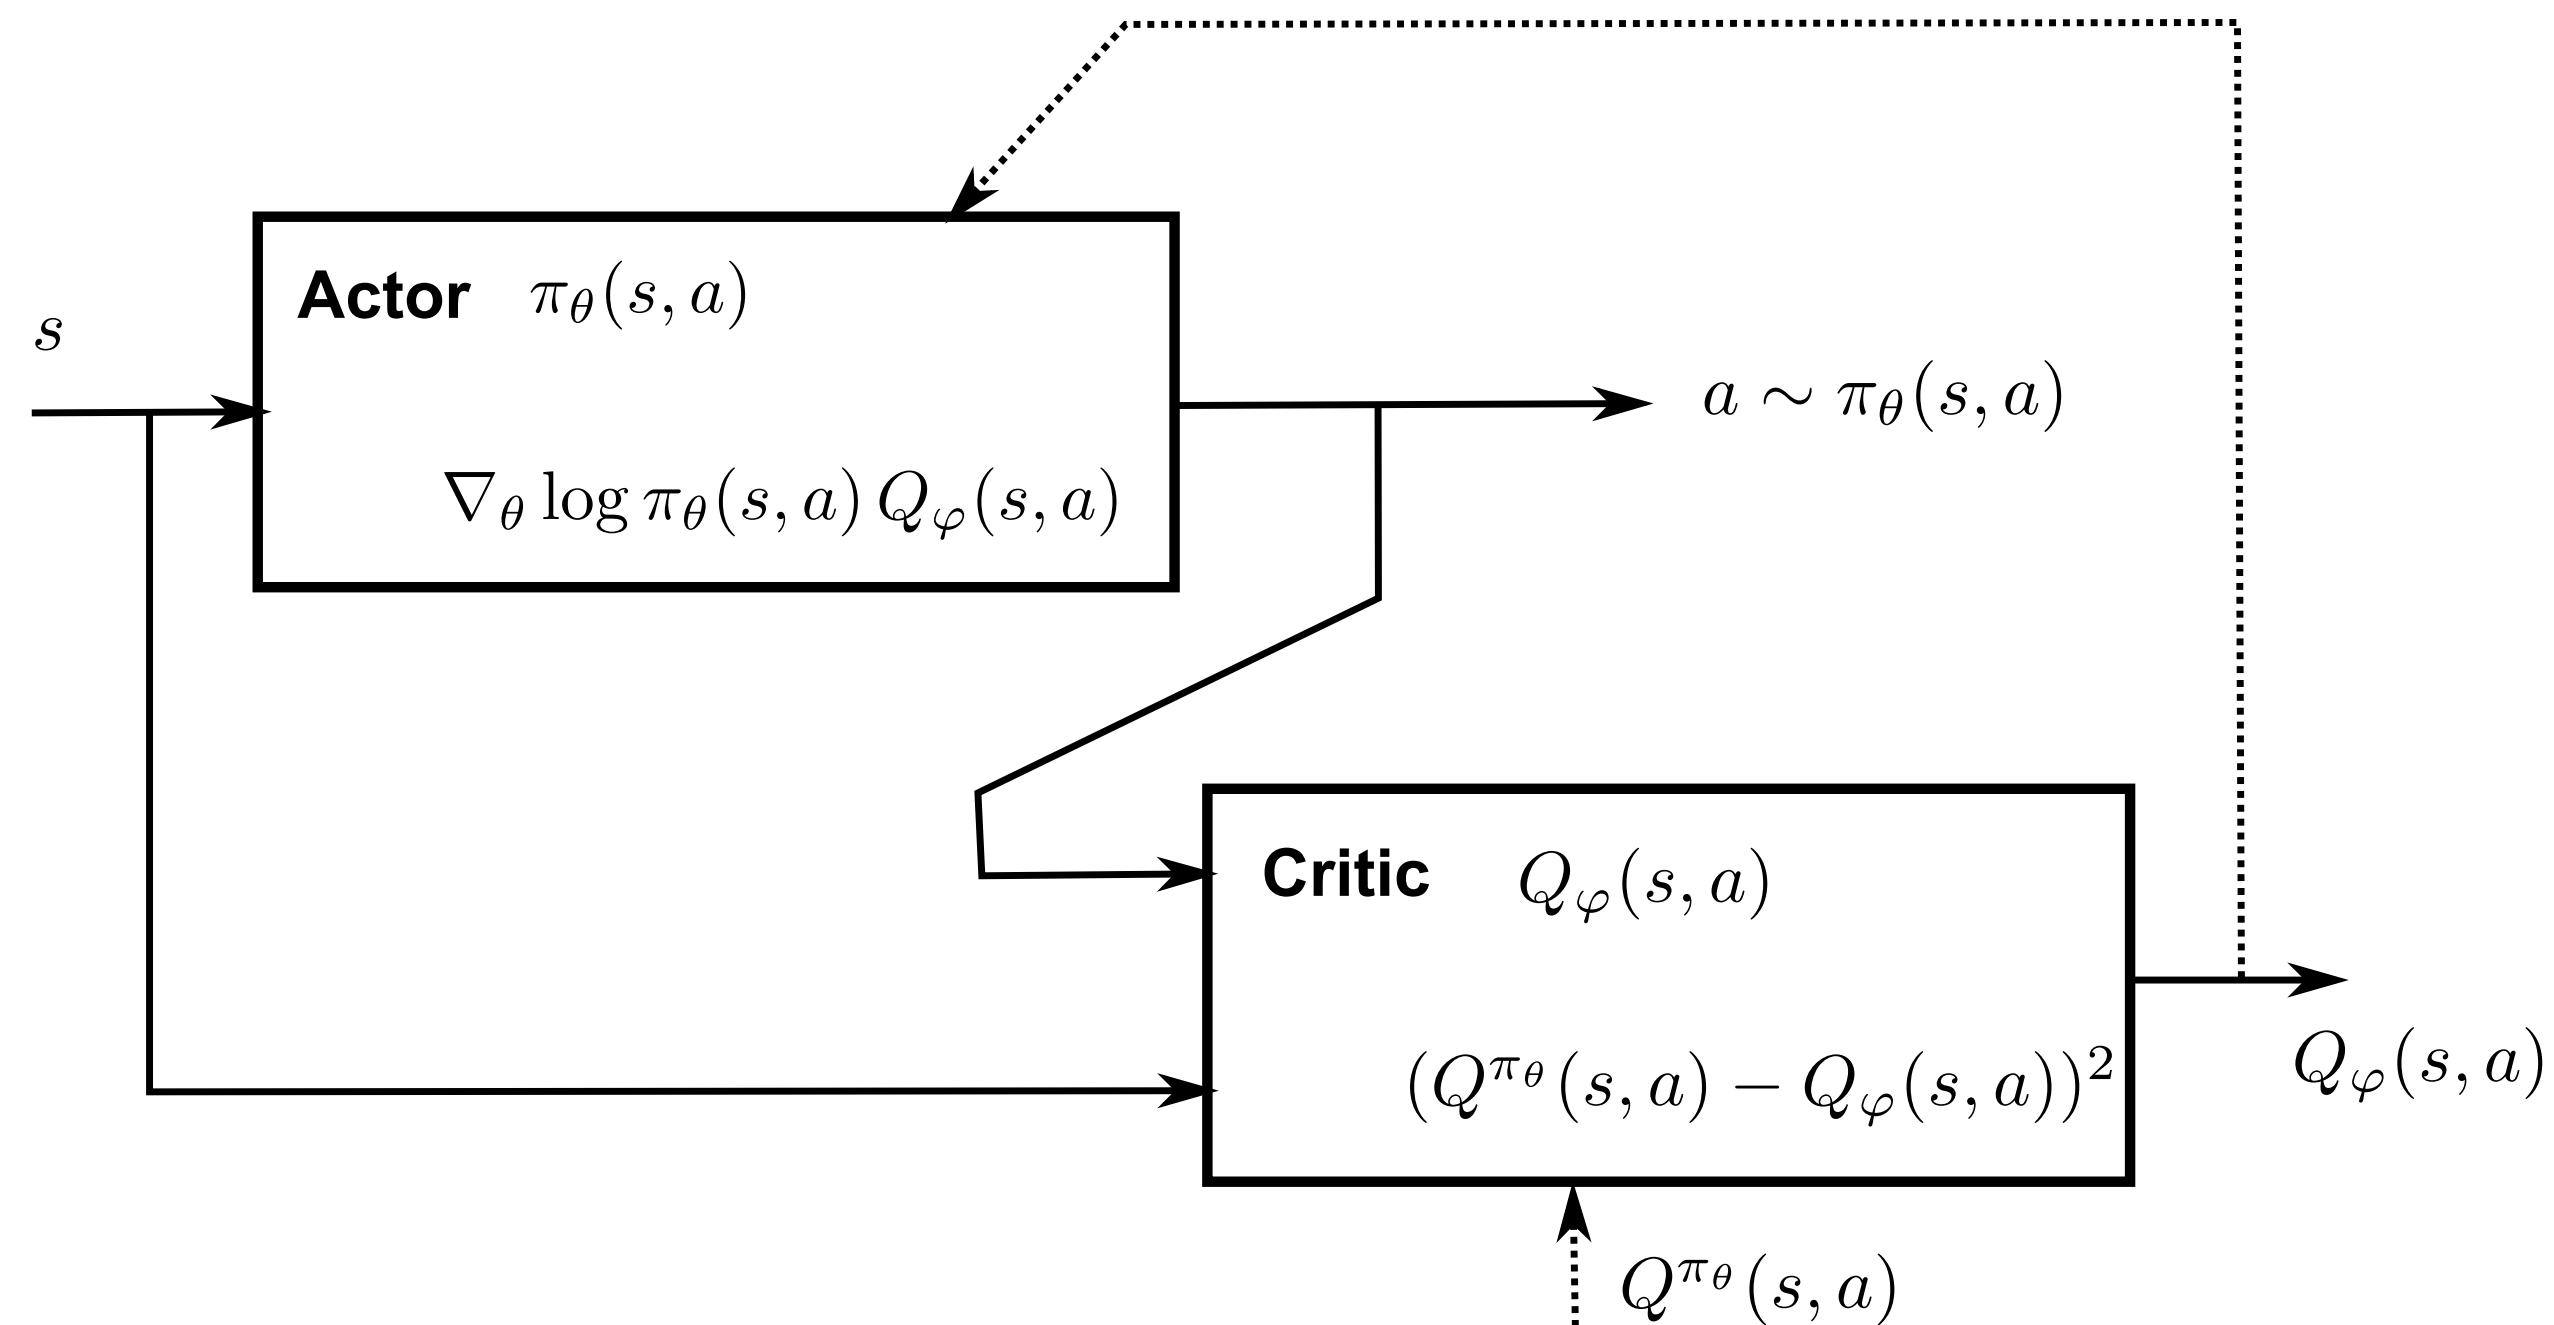 s
Actor π_θ(s, a)
a ∼ π_θ(s, a)
∇_θ log π_θ(s, a) Q_φ(s, a)
Critic Q_φ(s, a)
(Q^{π_θ}(s, a) − Q_φ(s, a))²
Q_φ(s, a)
Q^{π_θ}(s, a)